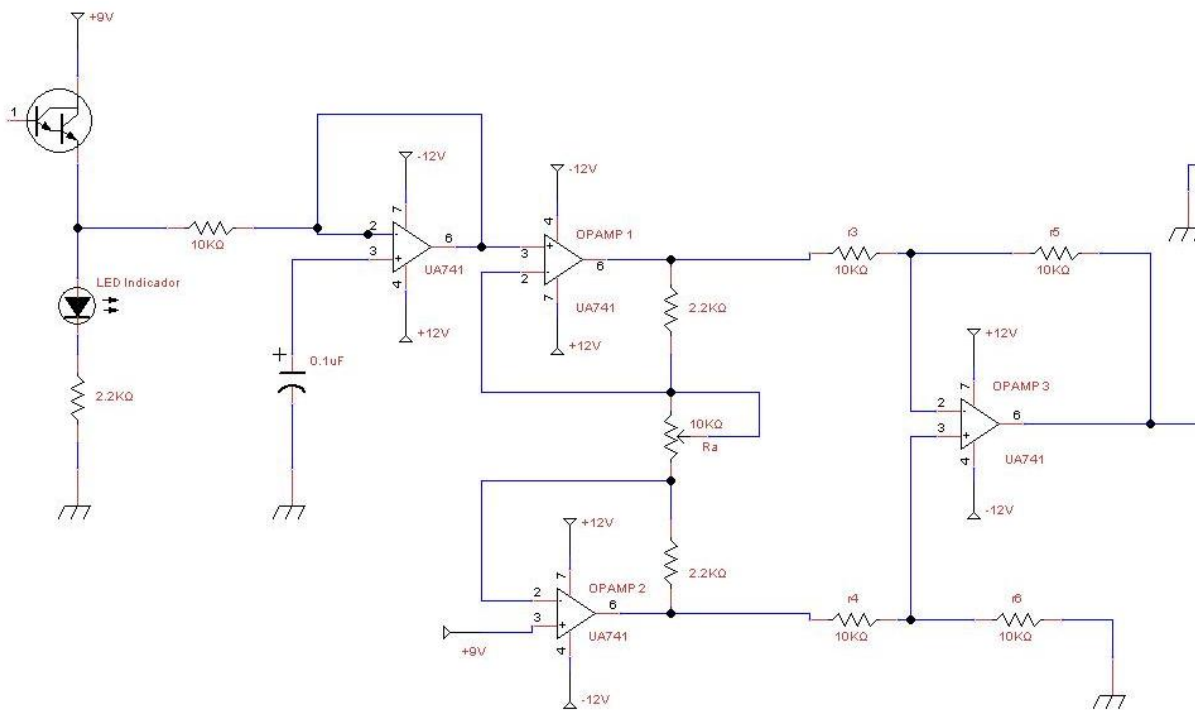 +9V
1
-12V
-12V
7
4
OPAMP 1
r3
r5
2
-
6
3
+
10KΩ
3
+
UA741
2
-
6
10KΩ
10KΩ
LED Indicador
4
7
UA741
2.2KΩ
+12V
+12V
+12V
+
0.1uF
7
OPAMP 3
2.2KΩ
10KΩ
2
-
6
Ra
3
+
UA741
4
-12V
+12V
7
OPAMP 2
2.2KΩ
2
-
6
r4
r6
3
+
UA741
10KΩ
10KΩ
+9V
4
-12V